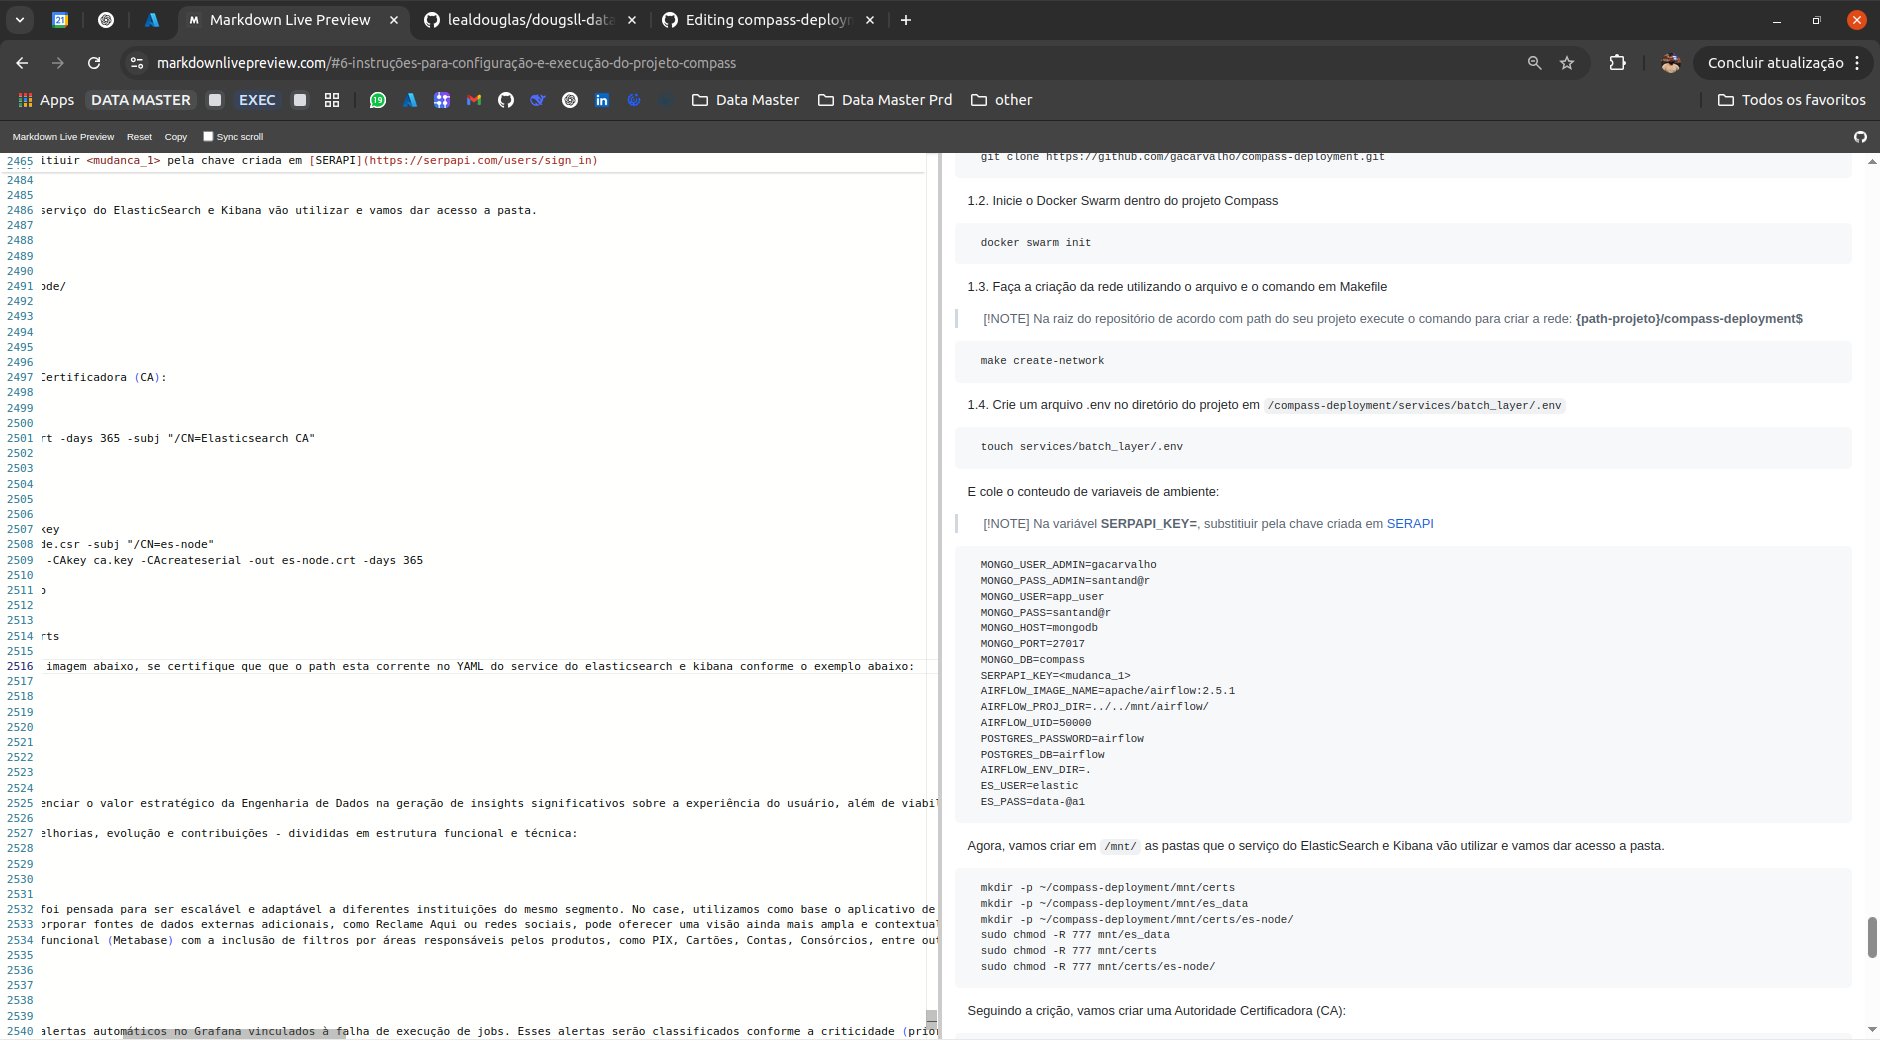 Markdown Live Preview
lealdouglas/dougsll-data
Editing compass-deploym
markdownlivepreview.com/#6-instruções-para-configuração-e-execução-do-projeto-compass
Concluir atualização
Apps
DATA MASTER
EXEC
Data Master
Data Master Prd
other
Todos os favoritos
Markdown Live Preview
Reset
Copy
Sync scroll
2465 itiuir <mudanca_1> pela chave criada em [SERAPI](https://serpapi.com/users/sign_in)
2484
2485
2486 serviço do ElasticSearch e Kibana vão utilizar e vamos dar acesso a pasta.
2487
2488
2489
2490
2491 ode/
2492
2493
2494
2495
2496
2497 Certificadora (CA):
2498
2499
2500
2501 rt -days 365 -subj "/CN=Elasticsearch CA"
2502
2503
2504
2505
2506
2507 key
2508 de.csr -subj "/CN=es-node"
2509 -CAkey ca.key -CAcreateserial -out es-node.crt -days 365
2510
2511 o
2512
2513
2514 rts
2515
2516 imagem abaixo, se certifique que que o path esta corrente no YAML do service do elasticsearch e kibana conforme o exemplo abaixo:
2517
2518
2519
2520
2521
2522
2523
2524
2525 enciar o valor estratégico da Engenharia de Dados na geração de insights significativos sobre a experiência do usuário, além de viabil
2526
2527 elhorias, evolução e contribuições - divididas em estrutura funcional e técnica:
2528
2529
2530
2531
2532 foi pensada para ser escalável e adaptável a diferentes instituições do mesmo segmento. No case, utilizamos como base o aplicativo de
2533 orporar fontes de dados externas adicionais, como Reclame Aqui ou redes sociais, pode oferecer uma visão ainda mais ampla e contextual
2534 funcional (Metabase) com a inclusão de filtros por áreas responsáveis pelos produtos, como PIX, Cartões, Contas, Consórcios, entre out
2535
2536
2537
2538
2539
2540 alertas automáticos no Grafana vinculados à falha de execução de jobs. Esses alertas serão classificados conforme a criticidade (prior
git clone https://github.com/gacarvalho/compass-deployment.git
1.2. Inicie o Docker Swarm dentro do projeto Compass
docker swarm init
1.3. Faça a criação da rede utilizando o arquivo e o comando em Makefile
[!NOTE] Na raiz do repositório de acordo com path do seu projeto execute o comando para criar a rede: {path-projeto}/compass-deployment$
make create-network
1.4. Crie um arquivo .env no diretório do projeto em /compass-deployment/services/batch_layer/.env
touch services/batch_layer/.env
E cole o conteudo de variaveis de ambiente:
[!NOTE] Na variável SERPAPI_KEY=, substitiuir pela chave criada em SERAPI
MONGO_USER_ADMIN=gacarvalho
MONGO_PASS_ADMIN=santand@r
MONGO_USER=app_user
MONGO_PASS=santand@r
MONGO_HOST=mongodb
MONGO_PORT=27017
MONGO_DB=compass
SERPAPI_KEY=<mudanca_1>
AIRFLOW_IMAGE_NAME=apache/airflow:2.5.1
AIRFLOW_PROJ_DIR=../../mnt/airflow/
AIRFLOW_UID=50000
POSTGRES_PASSWORD=airflow
POSTGRES_DB=airflow
AIRFLOW_ENV_DIR=.
ES_USER=elastic
ES_PASS=data-@a1
Agora, vamos criar em /mnt/ as pastas que o serviço do ElasticSearch e Kibana vão utilizar e vamos dar acesso a pasta.
mkdir -p ~/compass-deployment/mnt/certs
mkdir -p ~/compass-deployment/mnt/es_data
mkdir -p ~/compass-deployment/mnt/certs/es-node/
sudo chmod -R 777 mnt/es_data
sudo chmod -R 777 mnt/certs
sudo chmod -R 777 mnt/certs/es-node/
Seguindo a crição, vamos criar uma Autoridade Certificadora (CA):